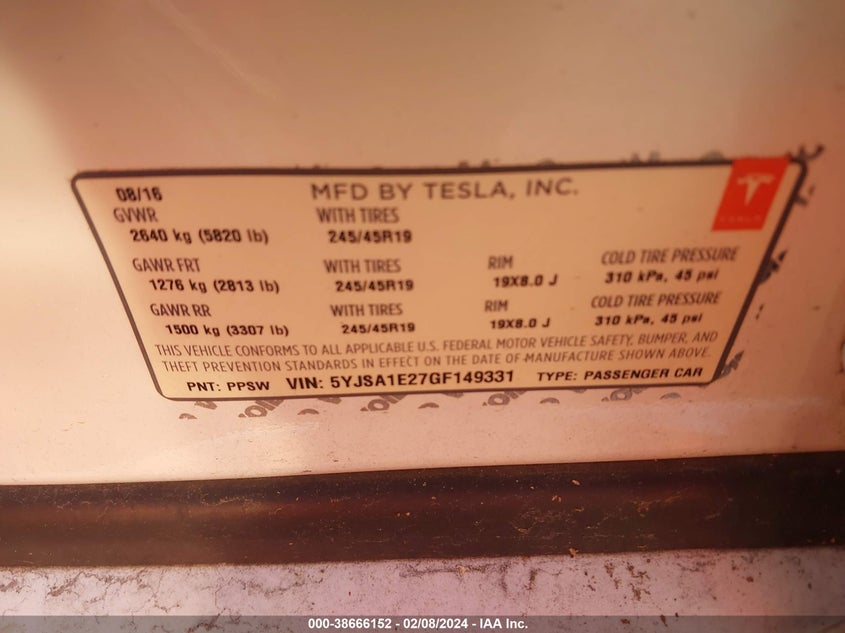 08/16 MFD BY TESLA, INC.
GVWR WITH TIRES
2640 kg (5820 lb) 245/45R19
TESLA
GAWR FRT WITH TIRES RIM COLD TIRE PRESSURE
1276 kg (2813 lb) 245/45R19 19X8.0 J 310 kPa, 45 psi
GAWR RR WITH TIRES RIM COLD TIRE PRESSURE
1500 kg (3307 lb) 245/45R19 19X8.0 J 310 kPa, 45 psi
THIS VEHICLE CONFORMS TO ALL APPLICABLE U.S. FEDERAL MOTOR VEHICLE SAFETY, BUMPER, AND
THEFT PREVENTION STANDARDS IN EFFECT ON THE DATE OF MANUFACTURE SHOWN ABOVE.
PNT: PPSW VIN: 5YJSA1E27GF149331 TYPE: PASSENGER CAR
000-38666152 / 02/08/2024 - IAA Inc.